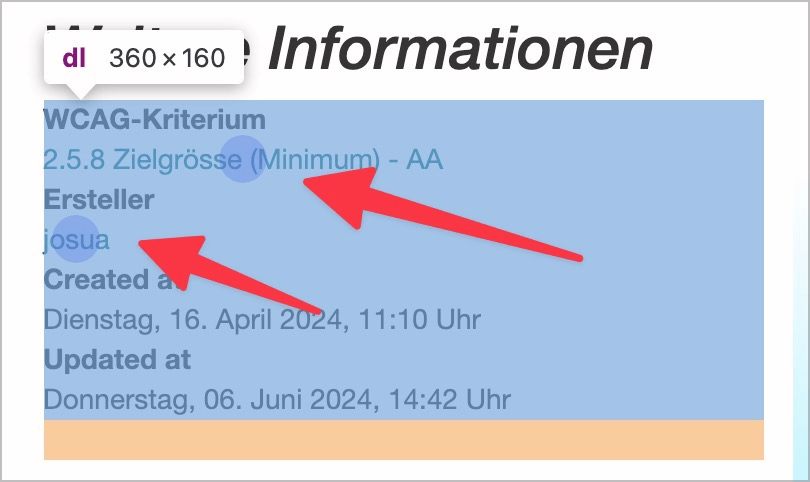 Informationen
dl 360×160
WCAG-Kriterium
2.5.8 Zielgrösse (Minimum) - AA
Ersteller
josua
Created at
Dienstag, 16. April 2024, 11:10 Uhr
Updated at
Donnerstag, 06. Juni 2024, 14:42 Uhr